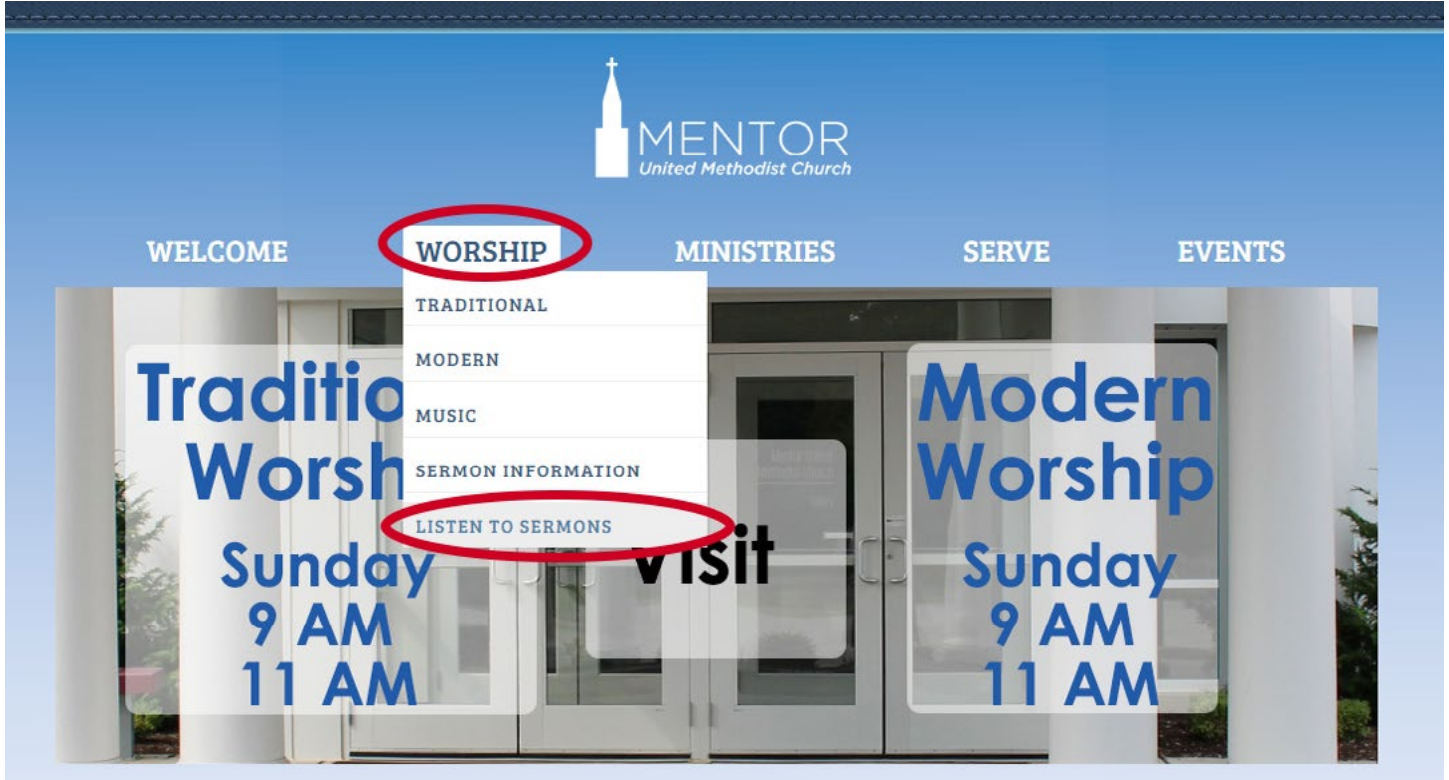 MENTOR
United Methodist Church
WELCOME
WORSHIP
MINISTRIES
SERVE
EVENTS
TRADITIONAL
MODERN
MUSIC
SERMON INFORMATION
LISTEN TO SERMONS
Traditio
Worsh
Sunday
9 AM
11 AM
Visit
Modern
Worship
Sunday
9 AM
11 AM